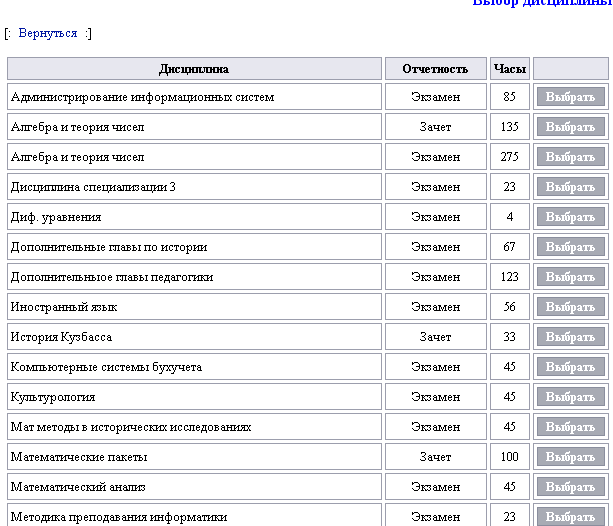 Выбор дисциплины
[: Вернуться :]
Дисциплина Отчетность Часы
Администрирование информационных систем Экзамен 85 Выбрать
Алгебра и теория чисел Зачет 135 Выбрать
Алгебра и теория чисел Экзамен 275 Выбрать
Дисциплина специализации 3 Экзамен 23 Выбрать
Диф. уравнения Экзамен 4 Выбрать
Дополнительные главы по истории Экзамен 67 Выбрать
Дополнительныое главы педагогики Экзамен 123 Выбрать
Иностранный язык Экзамен 56 Выбрать
История Кузбасса Зачет 33 Выбрать
Компьютерные системы бухучета Экзамен 45 Выбрать
Культурология Экзамен 45 Выбрать
Мат методы в исторических исследованиях Экзамен 45 Выбрать
Математические пакеты Зачет 100 Выбрать
Математический анализ Экзамен 45 Выбрать
Методика преподавания информатики Экзамен 23 Выбрать